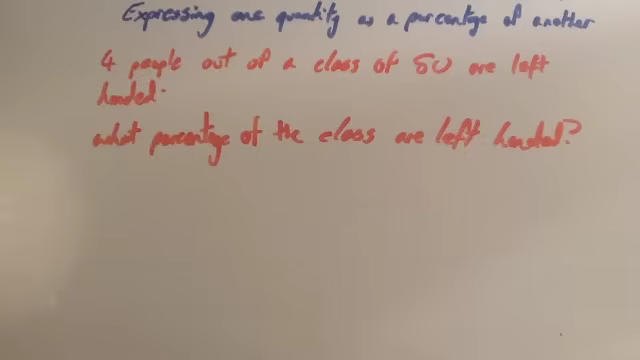 Expressing one quantity as a percentage of another
4 people out of a class of 50 are left
handed.
what percentage of the class are left handed?